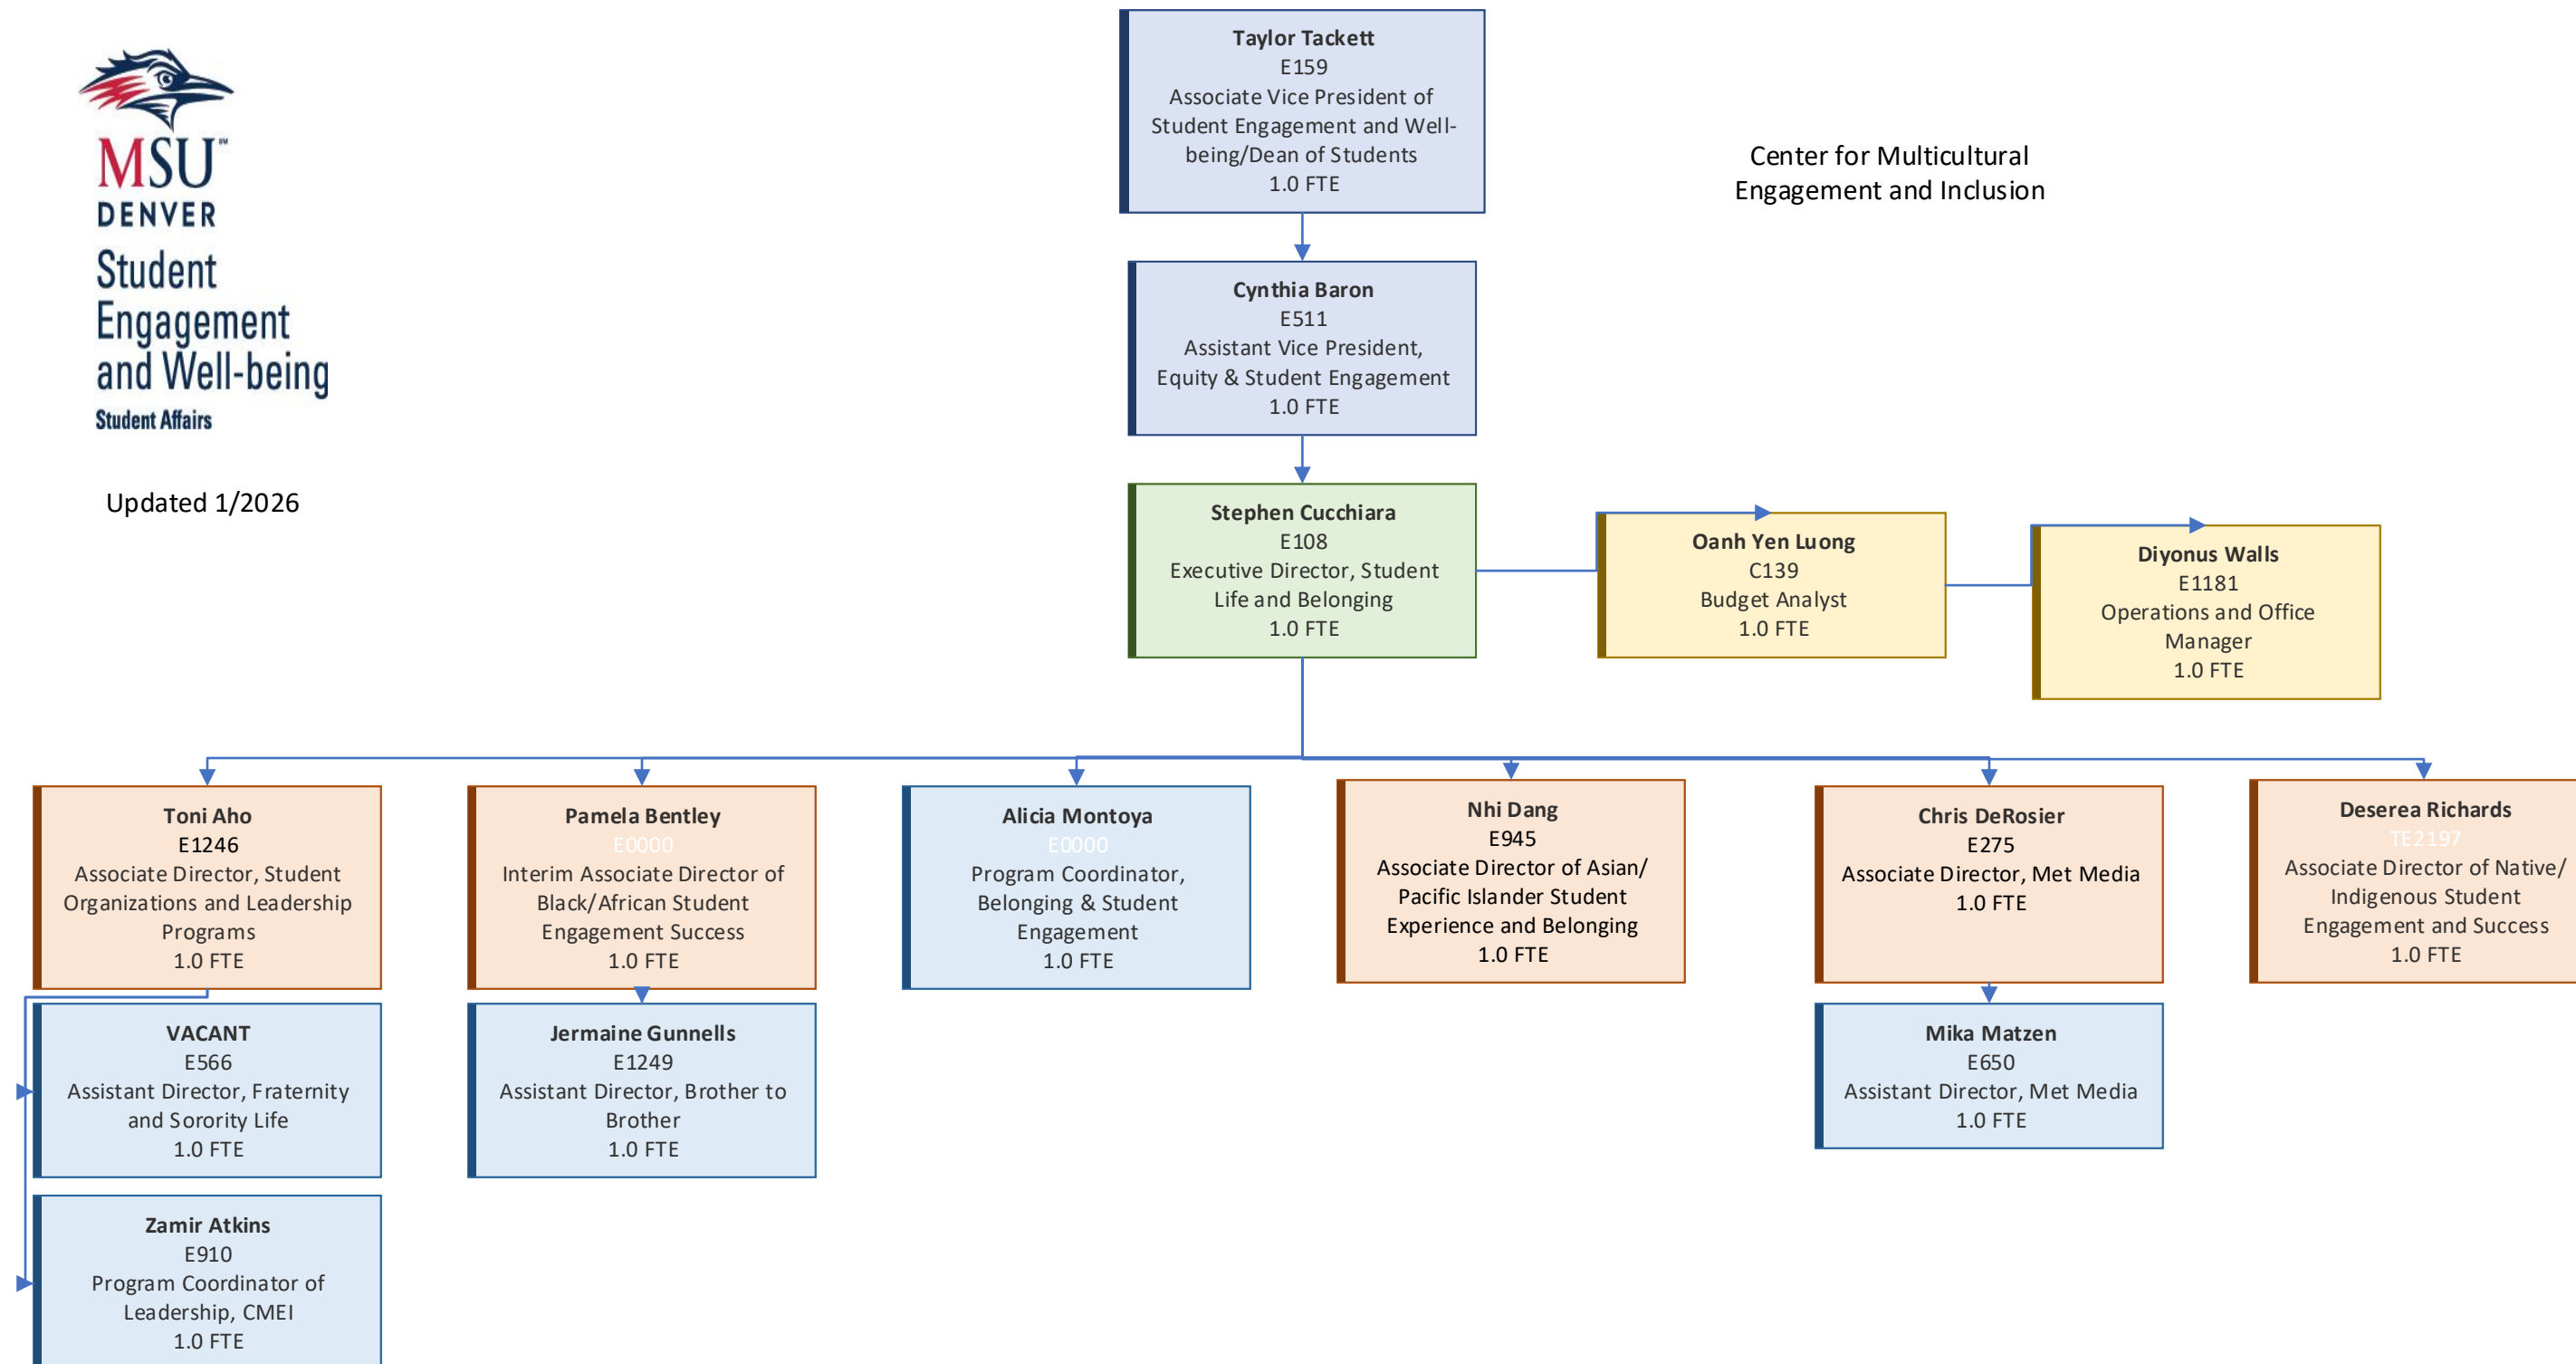 MSU
DENVER
Student
Engagement
and Well-being
Student Affairs
Updated 1/2026
Taylor Tackett
E159
Associate Vice President of
Student Engagement and Well-
being/Dean of Students
1.0 FTE
Center for Multicultural
Engagement and Inclusion
Cynthia Baron
E511
Assistant Vice President,
Equity & Student Engagement
1.0 FTE
Stephen Cucchiara
E108
Executive Director, Student
Life and Belonging
1.0 FTE
Oanh Yen Luong
C139
Budget Analyst
1.0 FTE
Diyonus Walls
E1181
Operations and Office
Manager
1.0 FTE
Toni Aho
E1246
Associate Director, Student
Organizations and Leadership
Programs
1.0 FTE
Pamela Bentley
E0000
Interim Associate Director of
Black/African Student
Engagement Success
1.0 FTE
Alicia Montoya
E0000
Program Coordinator,
Belonging & Student
Engagement
1.0 FTE
Nhi Dang
E945
Associate Director of Asian/
Pacific Islander Student
Experience and Belonging
1.0 FTE
Chris DeRosier
E275
Associate Director, Met Media
1.0 FTE
Deserea Richards
TE2197
Associate Director of Native/
Indigenous Student
Engagement and Success
1.0 FTE
VACANT
E566
Assistant Director, Fraternity
and Sorority Life
1.0 FTE
Jermaine Gunnells
E1249
Assistant Director, Brother to
Brother
1.0 FTE
Mika Matzen
E650
Assistant Director, Met Media
1.0 FTE
Zamir Atkins
E910
Program Coordinator of
Leadership, CMEI
1.0 FTE